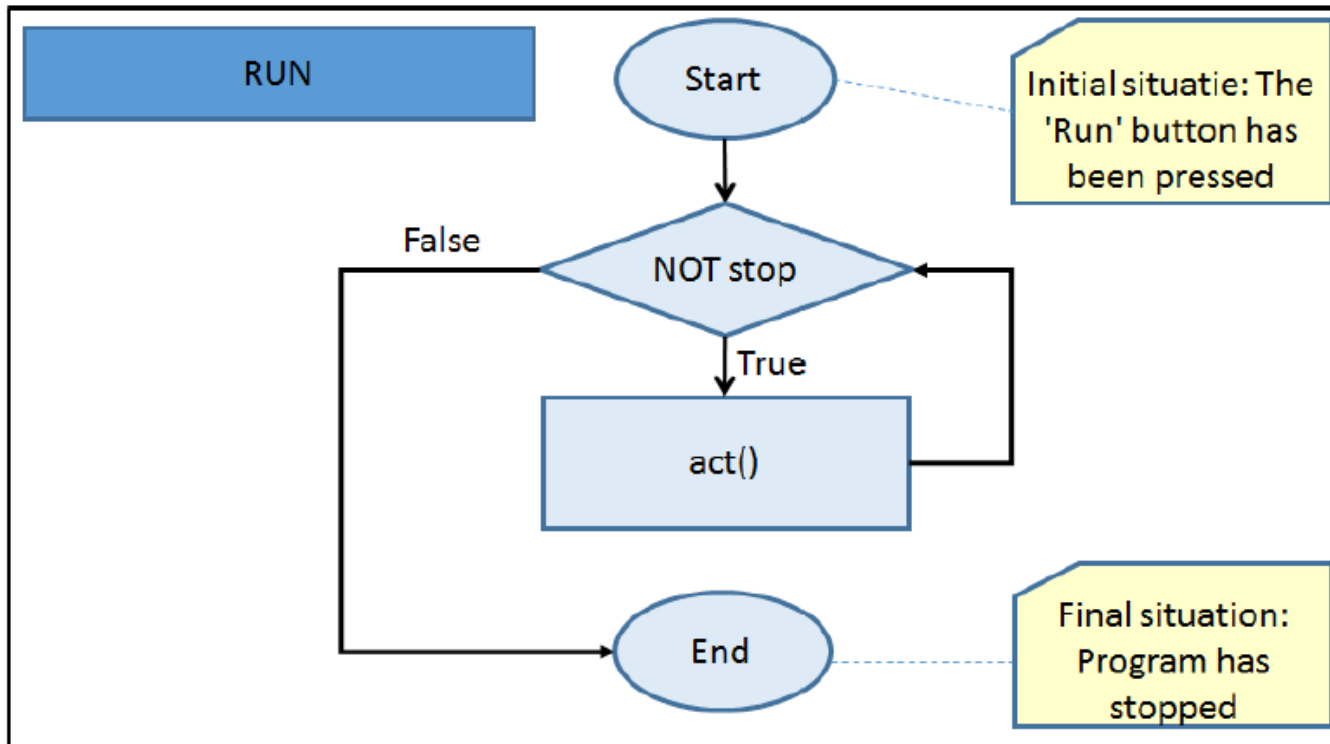 RUN
Start
Initial situatie: The
'Run' button has
been pressed
False
NOT stop
True
act()
End
Final situation:
Program has
stopped